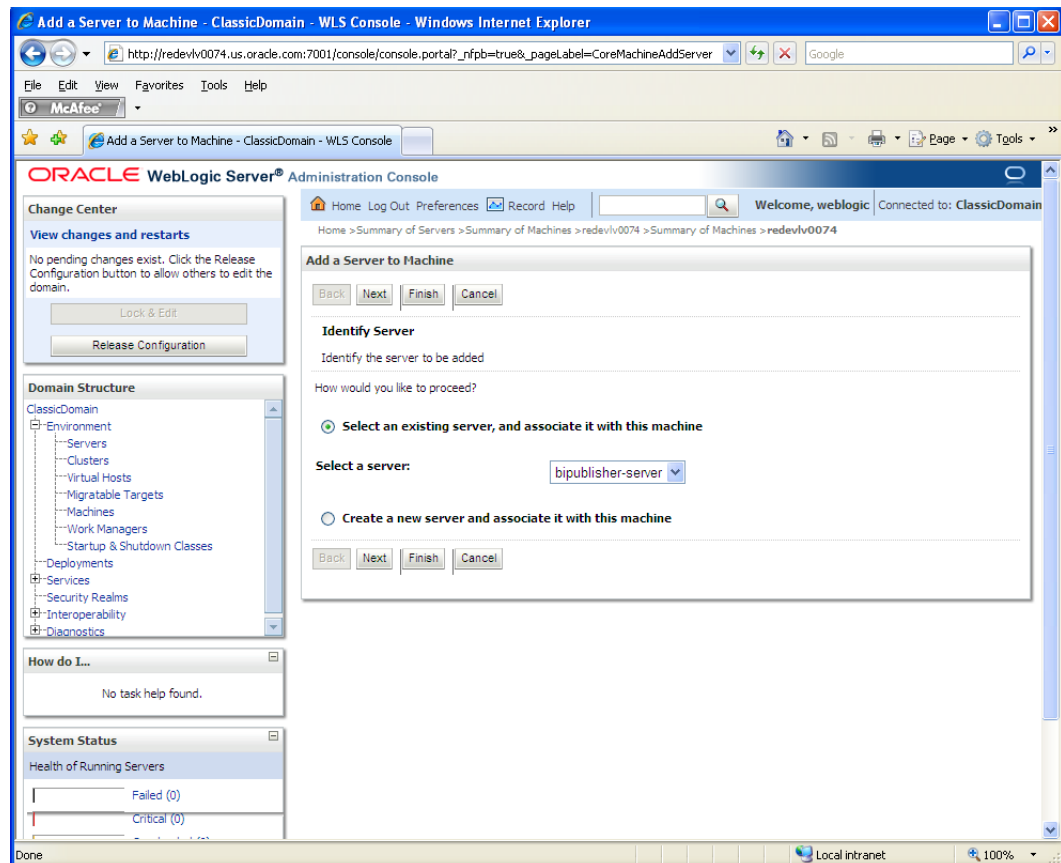 Add a Server to Machine - ClassicDomain - WLS Console - Windows Internet Explorer
http://redevlv0074.us.oracle.com:7001/console/console.portal?_nfpb=true&_pageLabel=CoreMachineAddServer
Google
File Edit View Favorites Tools Help
McAfee
Add a Server to Machine - ClassicDomain - WLS Console
Page Tools
ORACLE WebLogic Server® Administration Console
Change Center
View changes and restarts
No pending changes exist. Click the Release
Configuration button to allow others to edit the
domain.
Lock & Edit
Release Configuration
Domain Structure
ClassicDomain
Environment
Servers
Clusters
Virtual Hosts
Migratable Targets
Machines
Work Managers
Startup & Shutdown Classes
Deployments
Services
Security Realms
Interoperability
Diagnostics
How do I...
No task help found.
System Status
Health of Running Servers
Failed (0)
Critical (0)
Home Log Out Preferences Record Help
Welcome, weblogic Connected to: ClassicDomain
Home >Summary of Servers >Summary of Machines >redevlv0074 >Summary of Machines >redevlv0074
Add a Server to Machine
Back Next Finish Cancel
Identify Server
Identify the server to be added
How would you like to proceed?
Select an existing server, and associate it with this machine
Select a server: bipublisher-server
Create a new server and associate it with this machine
Back Next Finish Cancel
Done
Local intranet
100%